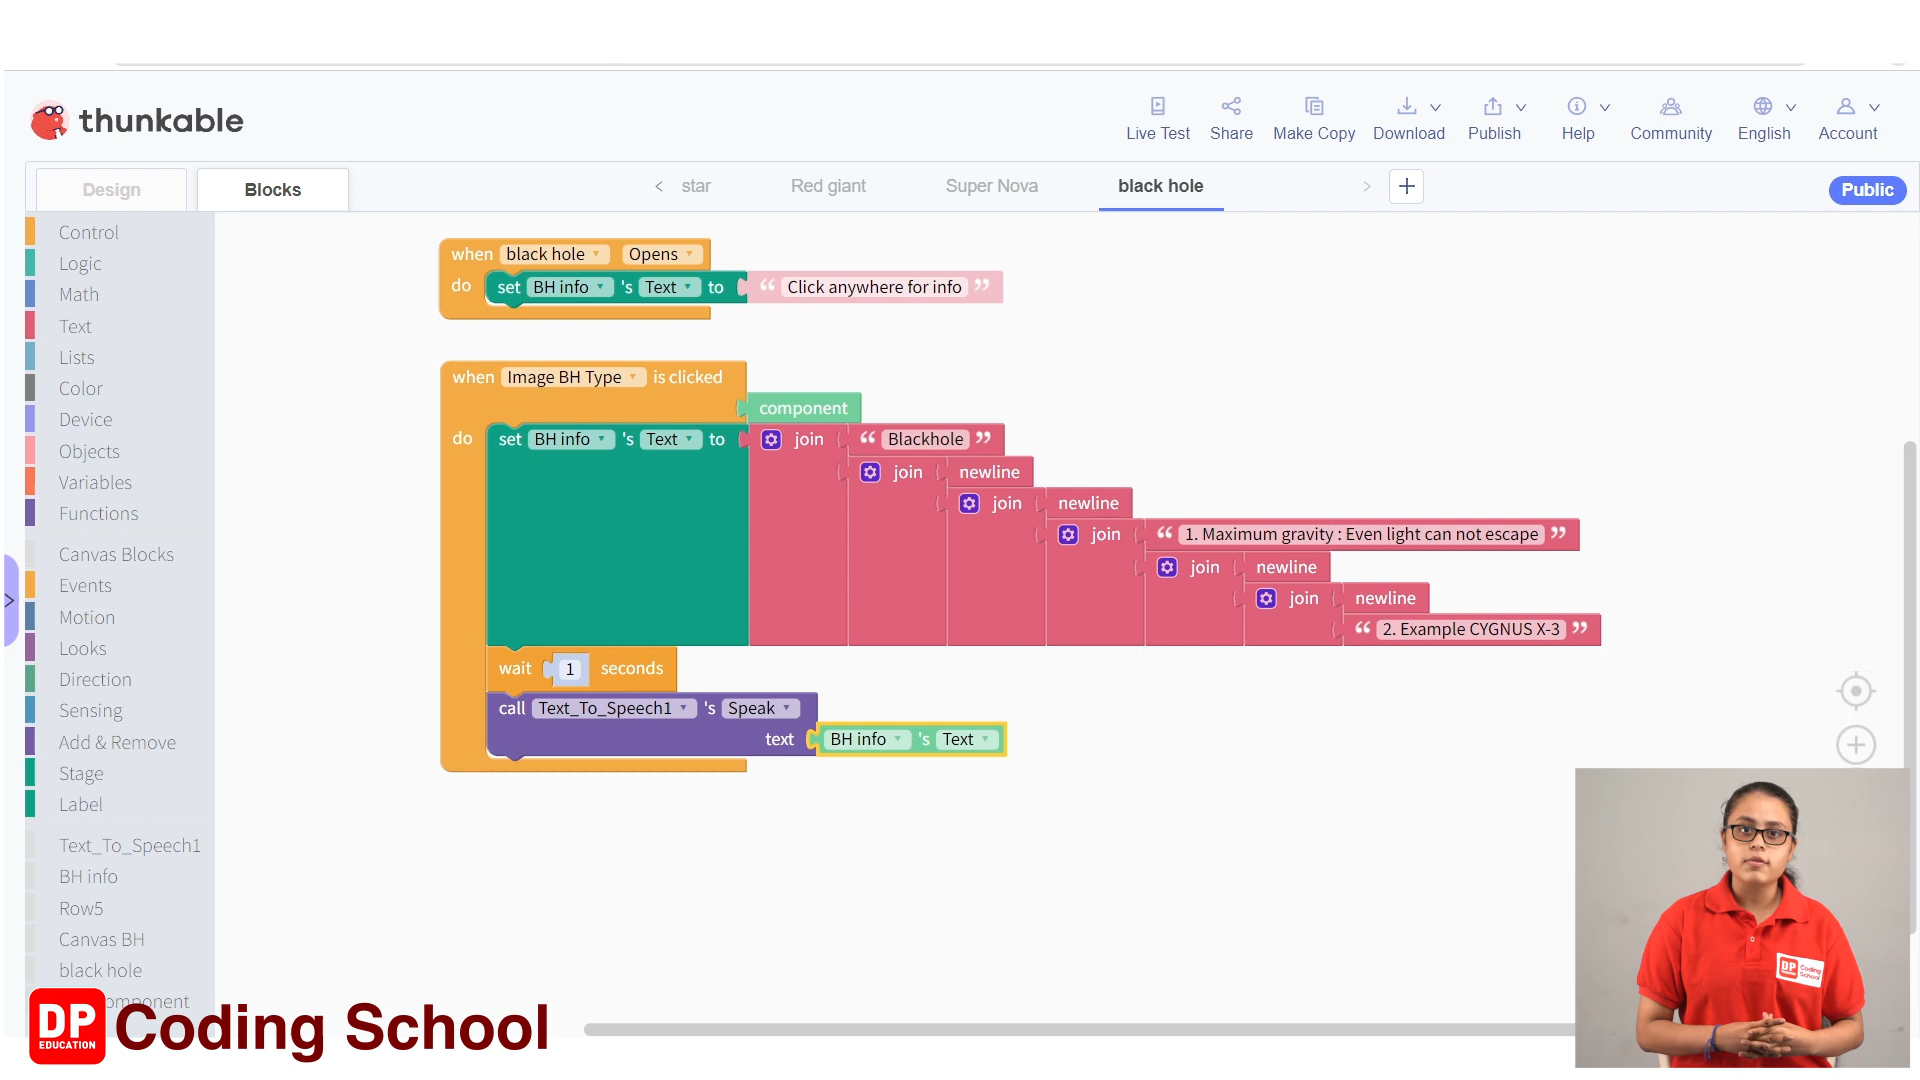 thunkable
Live Test Share Make Copy Download Publish Help Community English Account
Design Blocks
star Red giant Super Nova black hole
Public
Control
Logic
Math
Text
Lists
Color
Device
Objects
Variables
Functions
Canvas Blocks
Events
Motion
Looks
Direction
Sensing
Add & Remove
Stage
Label
Text_To_Speech1
BH info
Row5
Canvas BH
black hole
when black hole Opens
do set BH info 's Text to “ Click anywhere for info ”
when Image BH Type is clicked
component
do set BH info 's Text to join “ Blackhole ”
join newline
join newline
join “ 1. Maximum gravity : Even light can not escape ”
join newline
join newline
“ 2. Example CYGNUS X-3 ”
wait 1 seconds
call Text_To_Speech1 's Speak
text BH info 's Text
DP
EDUCATION
Coding School
DP Coding School